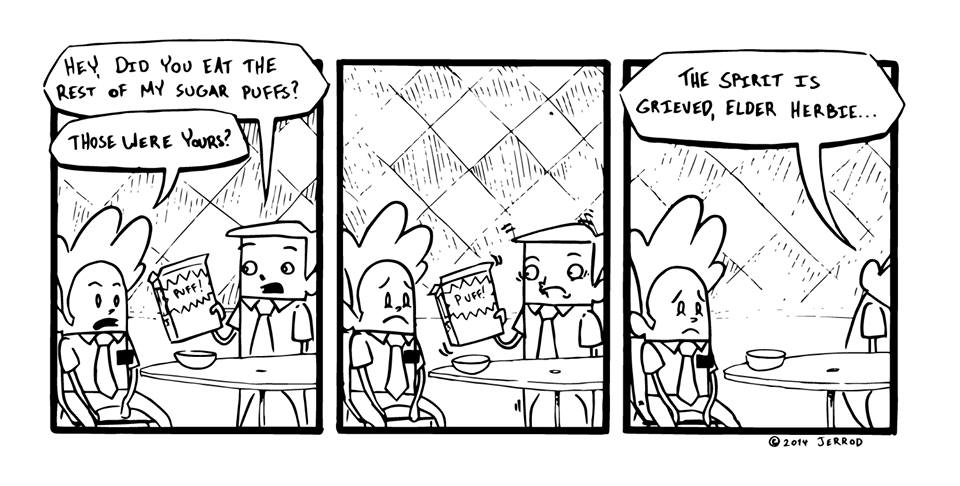 HEY, DID YOU EAT THE
REST OF MY SUGAR PUFFS?
THOSE WERE YOURS?
PUFF!
PUFF!
THE SPIRIT IS
GRIEVED, ELDER HERBIE...
© 2014 JERROD